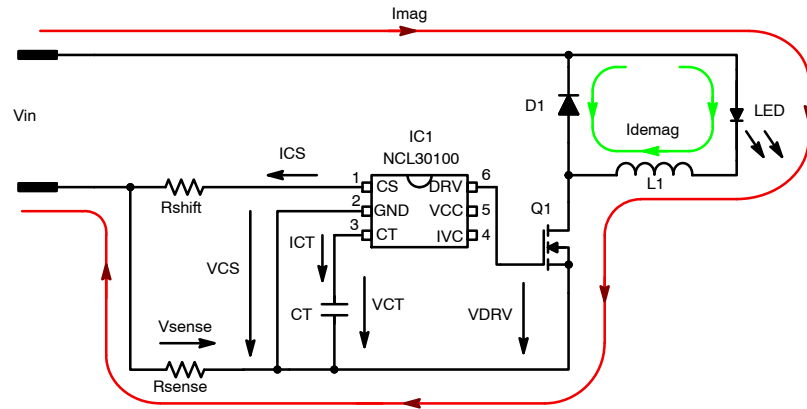 Imag
D1
LED
Vin
Idemag
IC1
NCL30100
ICS
1
CS
DRV
6
L1
Rshift
2
GND
VCC
5
Q1
3
CT
IVC
4
ICT
VCS
CT
VCT
VDRV
Vsense
Rsense